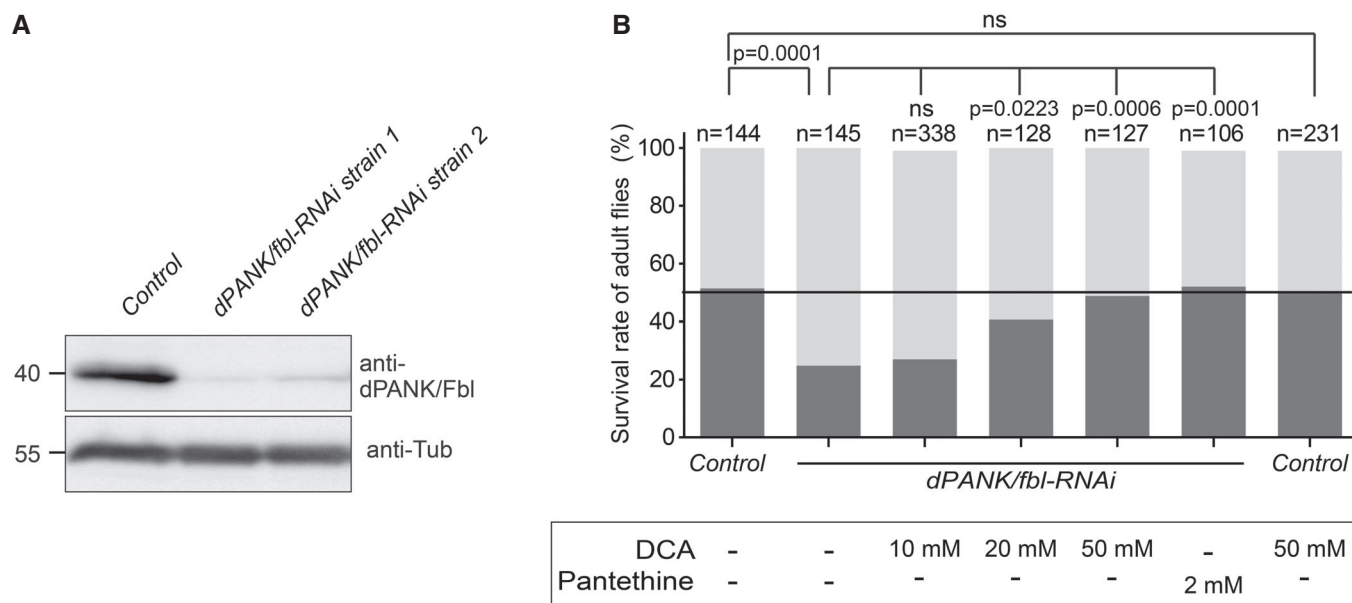 A
Control
dPANK/fbl-RNAi strain 1
dPANK/fbl-RNAi strain 2
40
anti-
dPANK/Fbl
55
anti-Tub
B
ns
p=0.0001
ns p=0.0223 p=0.0006 p=0.0001
n=144 n=145 n=338 n=128 n=127 n=106 n=231
Survival rate of adult flies (%)
100
80
60
40
20
0
Control dPANK/fbl-RNAi Control
DCA - - 10 mM 20 mM 50 mM - 50 mM
Pantethine - - - - - 2 mM -